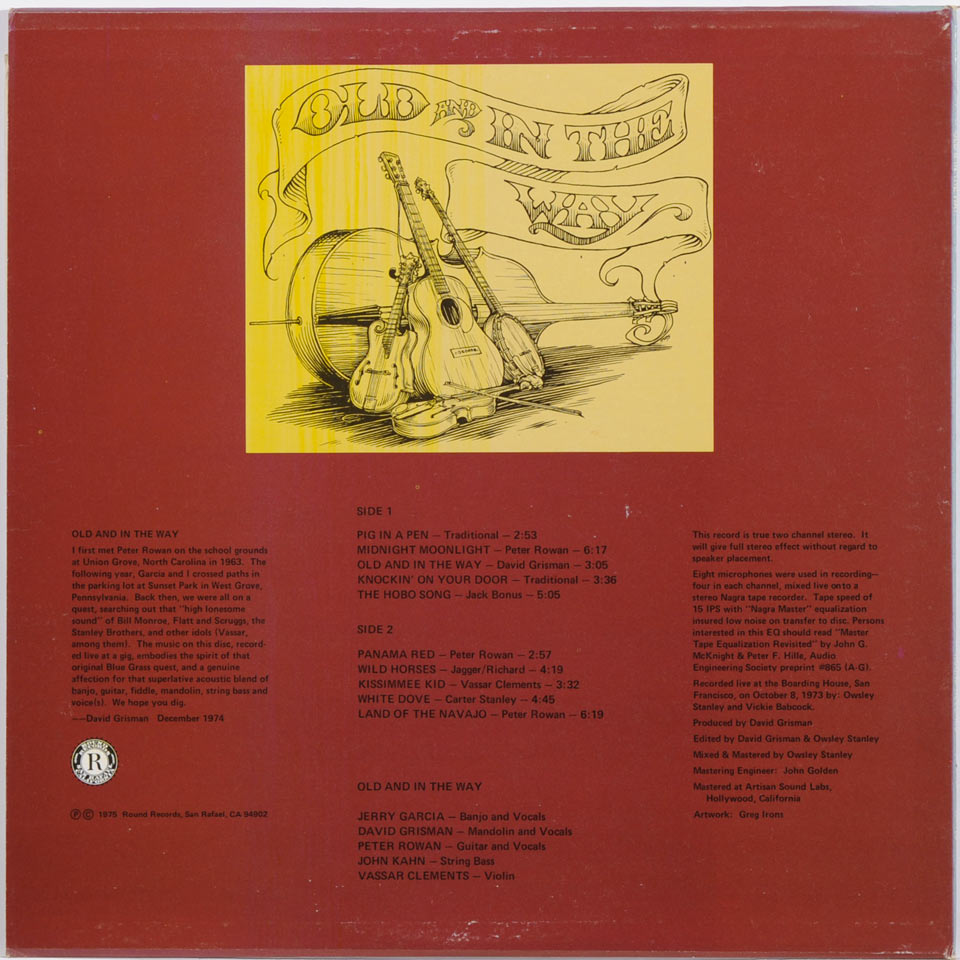 OLD AND IN THE
WAY
OLD AND IN THE WAY
I first met Peter Rowan on the school grounds
at Union Grove, North Carolina in 1963. The
following year, Garcia and I crossed paths in
the parking lot at Sunset Park in West Grove,
Pennsylvania. Back then, we were all on a
quest, searching out that "high lonesome
sound" of Bill Monroe, Flatt and Scruggs, the
Stanley Brothers, and other idols (Vassar,
among them). The music on this disc, record-
ed live at a gig, embodies the spirit of that
original Blue Grass quest, and a genuine
affection for that superlative acoustic blend of
banjo, guitar, fiddle, mandolin, string bass and
voice(s). We hope you dig.
––David Grisman December 1974
R
Ⓟ© 1975 Round Records, San Rafael, CA 94902
SIDE 1
PIG IN A PEN – Traditional – 2:53
MIDNIGHT MOONLIGHT – Peter Rowan – 6:17
OLD AND IN THE WAY – David Grisman – 3:05
KNOCKIN' ON YOUR DOOR – Traditional – 3:36
THE HOBO SONG – Jack Bonus – 5:05
SIDE 2
PANAMA RED – Peter Rowan – 2:57
WILD HORSES – Jagger/Richard – 4:19
KISSIMMEE KID – Vassar Clements – 3:32
WHITE DOVE – Carter Stanley – 4:45
LAND OF THE NAVAJO – Peter Rowan – 6:19
OLD AND IN THE WAY
JERRY GARCIA – Banjo and Vocals
DAVID GRISMAN – Mandolin and Vocals
PETER ROWAN – Guitar and Vocals
JOHN KAHN – String Bass
VASSAR CLEMENTS – Violin
This record is true two channel stereo. It
will give full stereo effect without regard to
speaker placement.
Eight microphones were used in recording—
four in each channel, mixed live onto a
stereo Nagra tape recorder. Tape speed of
15 IPS with "Nagra Master" equalization
insured low noise on transfer to disc. Persons
interested in this EQ should read "Master
Tape Equalization Revisited" by John G.
McKnight & Peter F. Hille, Audio
Engineering Society preprint #865 (A-G).
Recorded live at the Boarding House, San
Francisco, on October 8, 1973 by: Owsley
Stanley and Vickie Babcock.
Produced by David Grisman
Edited by David Grisman & Owsley Stanley
Mixed & Mastered by Owsley Stanley
Mastering Engineer: John Golden
Mastered at Artisan Sound Labs,
Hollywood, California
Artwork: Greg Irons